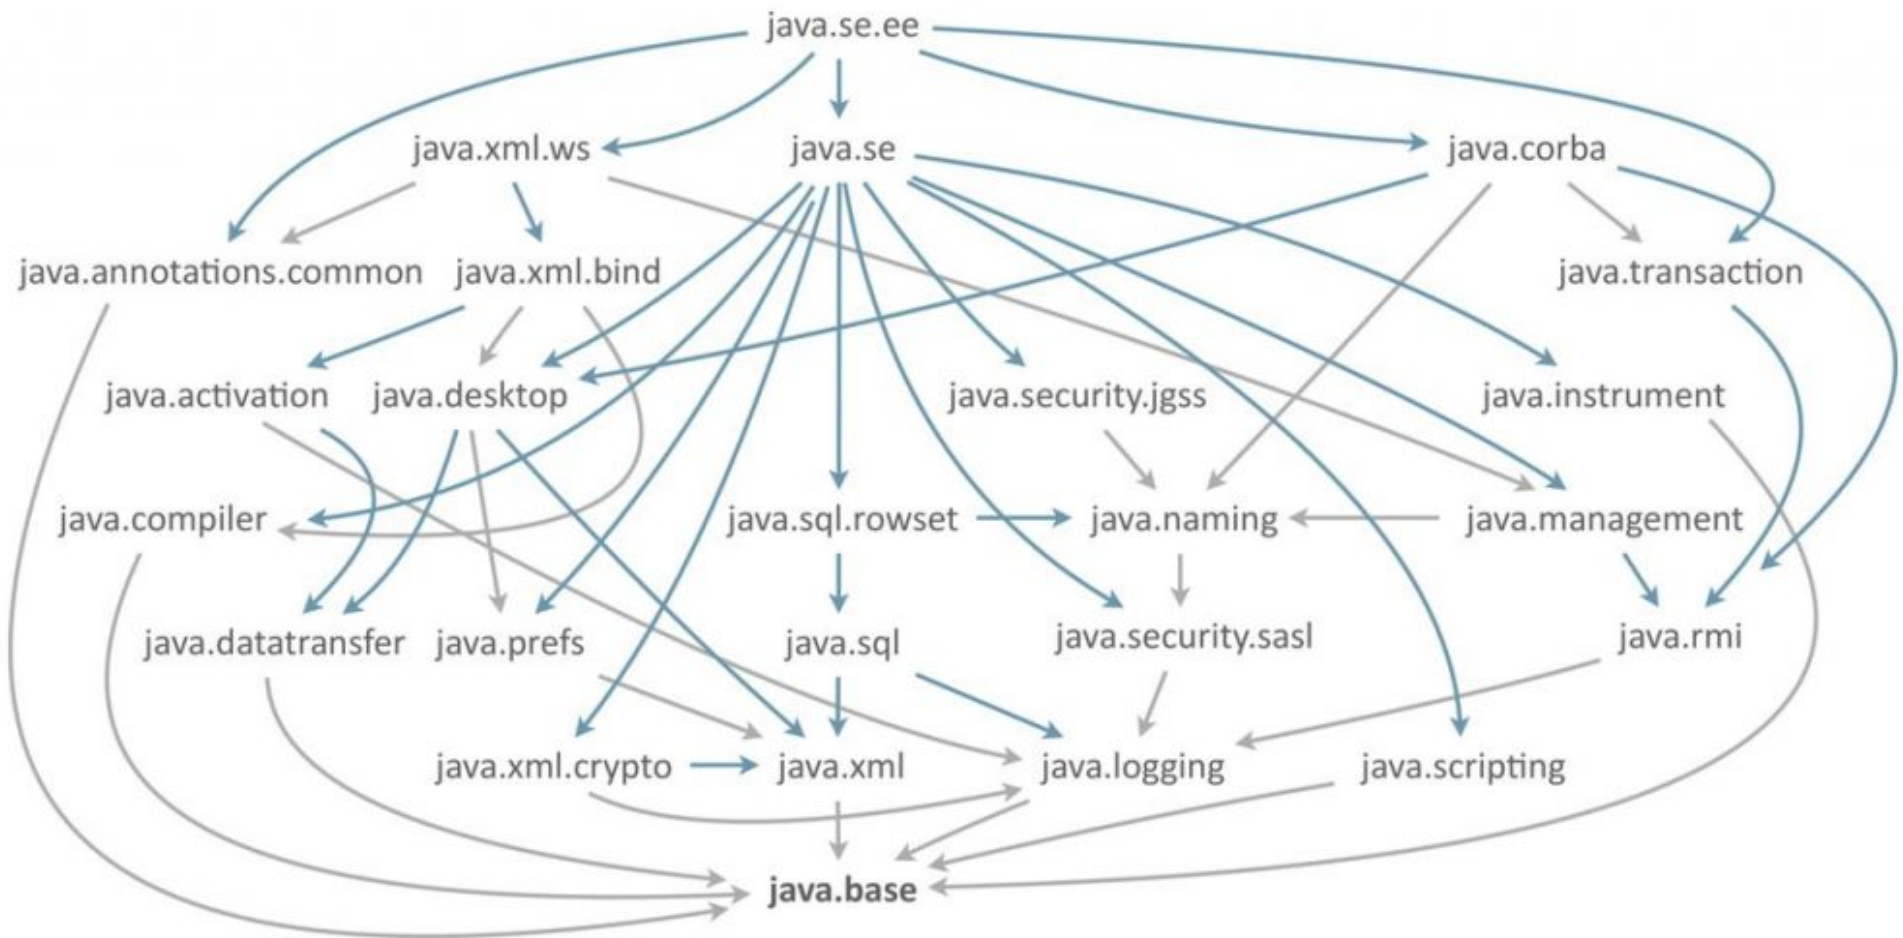 java.se.ee
java.xml.ws
java.se
java.corba
java.annotations.common
java.xml.bind
java.transaction
java.activation
java.desktop
java.security.jgss
java.instrument
java.compiler
java.sql.rowset
java.naming
java.management
java.datatransfer
java.prefs
java.sql
java.security.sasl
java.rmi
java.xml.crypto
java.xml
java.logging
java.scripting
java.base